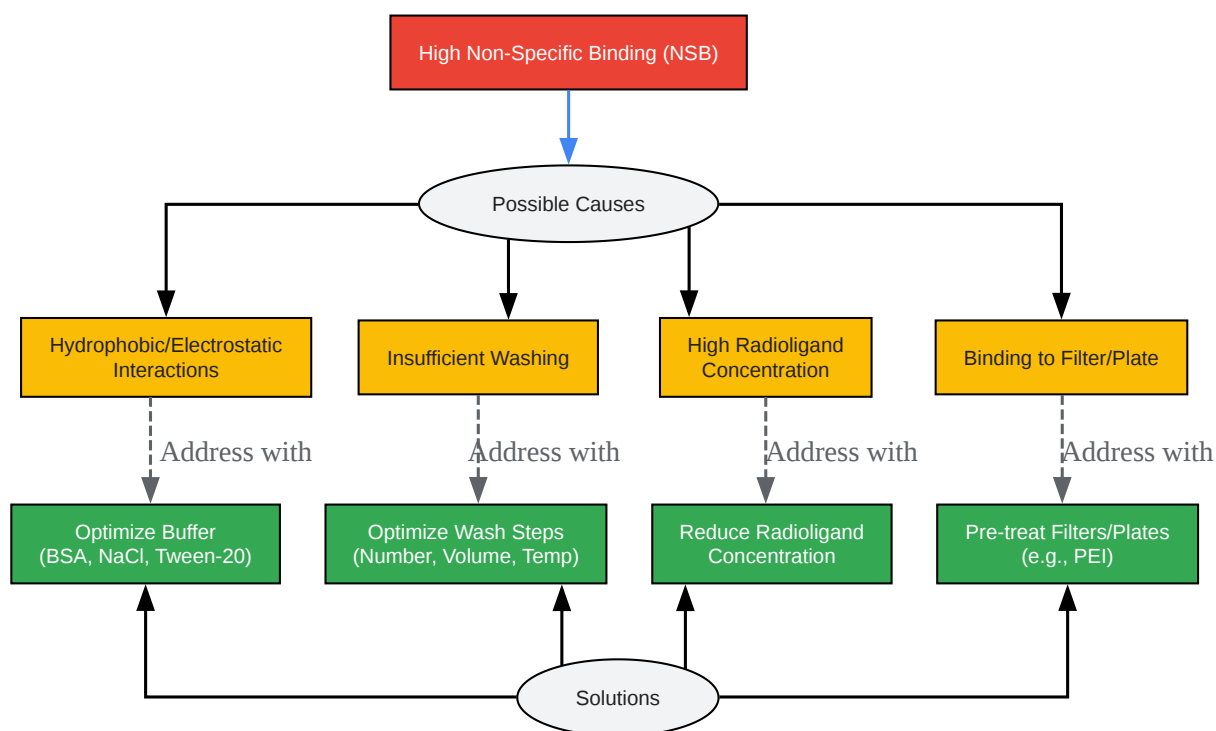 High Non-Specific Binding (NSB)
Possible Causes
Hydrophobic/Electrostatic
Interactions
Insufficient Washing
High Radioligand
Concentration
Binding to Filter/Plate
Address with
Address with
Address with
Address with
Optimize Buffer
(BSA, NaCl, Tween-20)
Optimize Wash Steps
(Number, Volume, Temp)
Reduce Radioligand
Concentration
Pre-treat Filters/Plates
(e.g., PEI)
Solutions